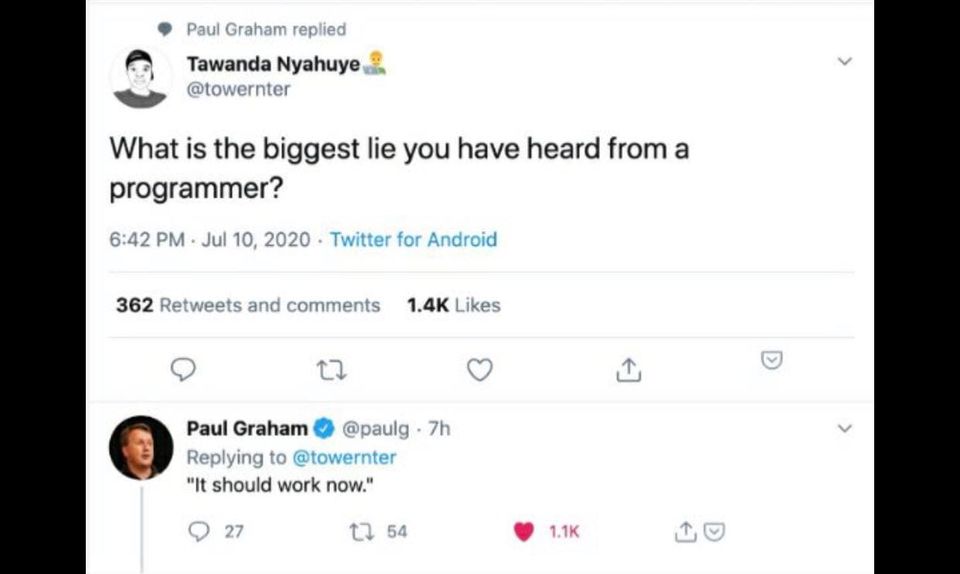 Paul Graham replied
Tawanda Nyahuye
@towernter
What is the biggest lie you have heard from a
programmer?
6:42 PM · Jul 10, 2020 · Twitter for Android
362 Retweets and comments 1.4K Likes
Paul Graham @paulg · 7h
Replying to @towernter
"It should work now."
27 54 1.1K